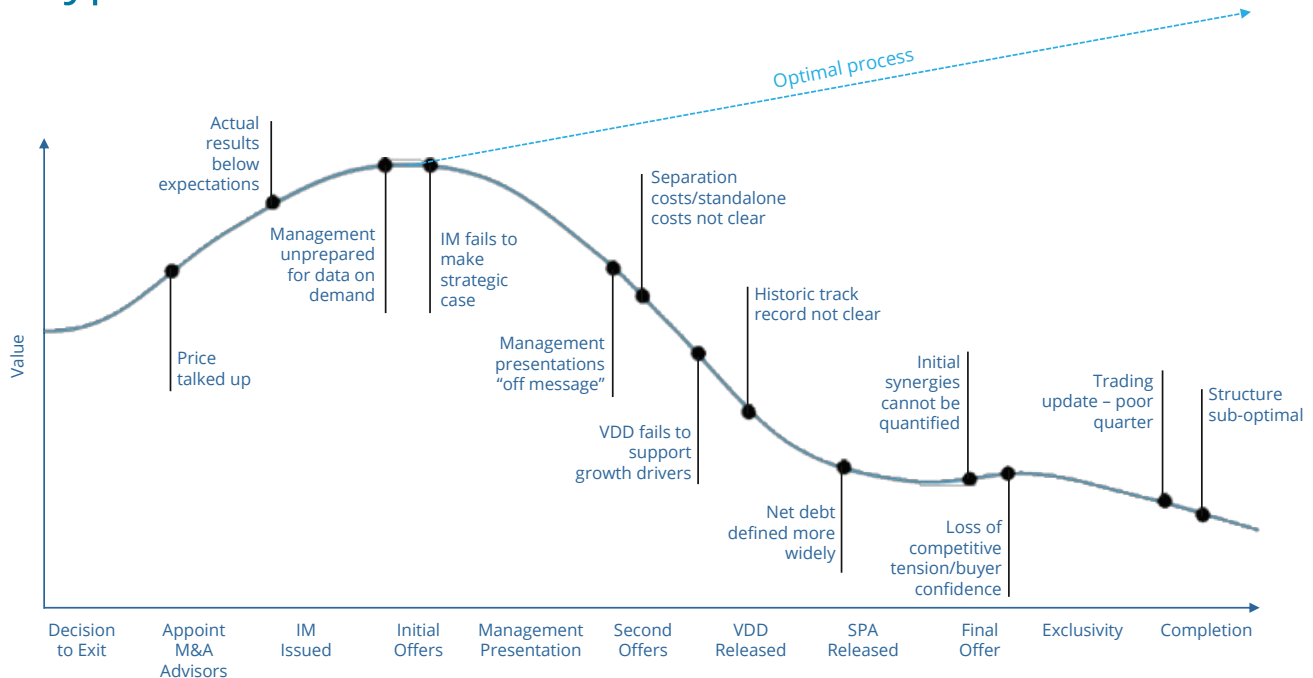 Optimal process
Actual
results
below
expectations
Management
unprepared
for data on
demand
IM fails to
make
strategic
case
Separation
costs/standalone
costs not clear
Historic track
record not clear
Price
talked up
Management
presentations
“off message”
VDD fails to
support
growth drivers
Initial
synergies
cannot be
quantified
Trading
update – poor
quarter
Structure
sub-optimal
Net debt
defined more
widely
Loss of
competitive
tension/buyer
confidence
Value
Decision
to Exit
Appoint
M&A
Advisors
IM
Issued
Initial
Offers
Management
Presentation
Second
Offers
VDD
Released
SPA
Released
Final
Offer
Exclusivity
Completion